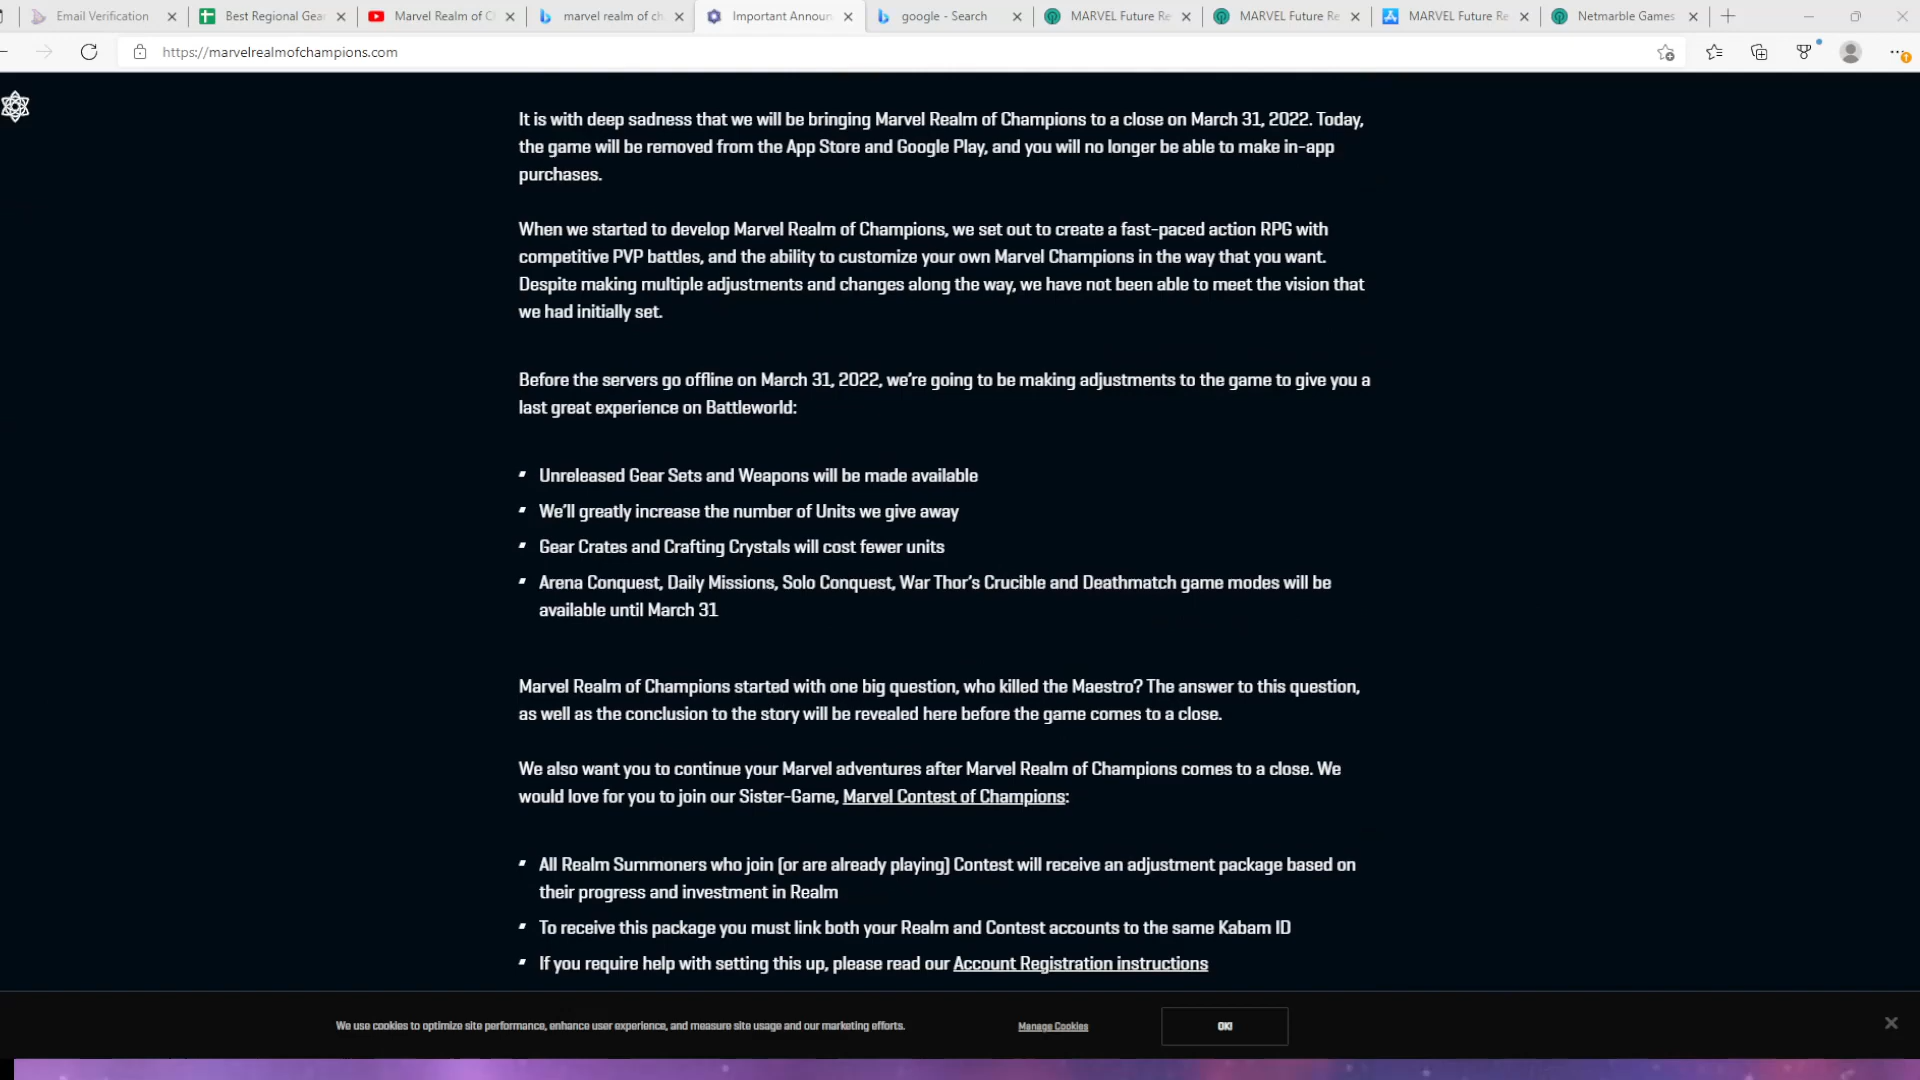 Email Verification
Best Regional Gea
Marvel Realm of C
marvel realm of ch
Important Announ
google - Search
MARVEL Future Re
MARVEL Future Re
MARVEL Future Re
Netmarble Games
https://marvelrealmofchampions.com
It is with deep sadness that we will be bringing Marvel Realm of Champions to a close on March 31, 2022. Today,
the game will be removed from the App Store and Google Play, and you will no longer be able to make in-app
purchases.
When we started to develop Marvel Realm of Champions, we set out to create a fast-paced action RPG with
competitive PVP battles, and the ability to customize your own Marvel Champions in the way that you want.
Despite making multiple adjustments and changes along the way, we have not been able to meet the vision that
we had initially set.
Before the servers go offline on March 31, 2022, we're going to be making adjustments to the game to give you a
last great experience on Battleworld:
Unreleased Gear Sets and Weapons will be made available
We'll greatly increase the number of Units we give away
Gear Crates and Crafting Crystals will cost fewer units
Arena Conquest, Daily Missions, Solo Conquest, War Thor's Crucible and Deathmatch game modes will be
available until March 31
Marvel Realm of Champions started with one big question, who killed the Maestro? The answer to this question,
as well as the conclusion to the story will be revealed here before the game comes to a close.
We also want you to continue your Marvel adventures after Marvel Realm of Champions comes to a close. We
would love for you to join our Sister-Game, Marvel Contest of Champions:
All Realm Summoners who join (or are already playing) Contest will receive an adjustment package based on
their progress and investment in Realm
To receive this package you must link both your Realm and Contest accounts to the same Kabam ID
If you require help with setting this up, please read our Account Registration instructions
We use cookies to optimize site performance, enhance user experience, and measure site usage and our marketing efforts.
Manage Cookies
OK!